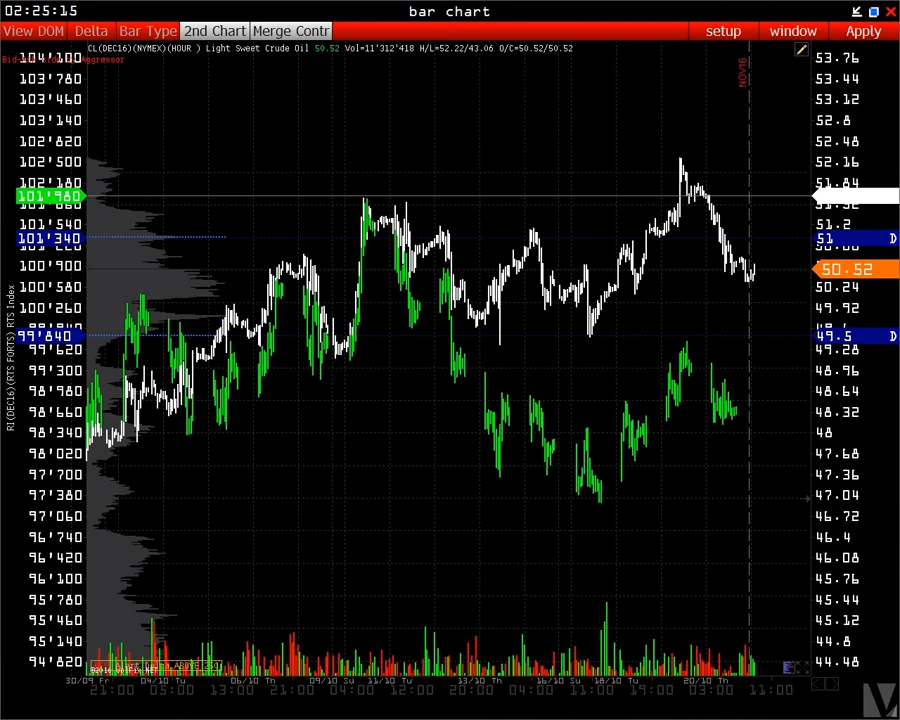 02:25:15
bar chart
View DOM
Delta
Bar Type
2nd Chart
Merge Contr
setup
window
Apply
CL(DEC16)(NYMEX)(HOUR ) Light Sweet Crude Oil 50.52 Vol=11'312'418 H/L=52.22/43.06 O/C=50.52/50.52
Aggressor
NOV16
103'780
103'460
103'140
102'820
102'500
102'180
101'980
101'540
101'340
100'900
100'580
100'260
99'840
99'620
99'300
98'980
98'660
98'340
98'020
97'700
97'380
97'060
96'740
96'420
96'100
95'780
95'460
95'140
94'820
RI(DEC16)(RTS FORTS) RTS Index
53.76
53.44
53.12
52.8
52.48
52.16
51.84
51.2
51 D
50.52
50.24
49.92
49.5 D
49.28
48.96
48.64
48.32
48
47.68
47.36
47.04
46.72
46.4
46.08
45.76
45.44
45.12
44.8
44.48
30/09 Fr
04/10 Tu
06/10 Th
09/10 Su
11/10 Tu
13/10 Th
16/10 Su
18/10 Tu
20/10 Th
21:00
05:00
13:00
21:00
04:00
12:00
20:00
04:00
11:00
19:00
03:00
11:00